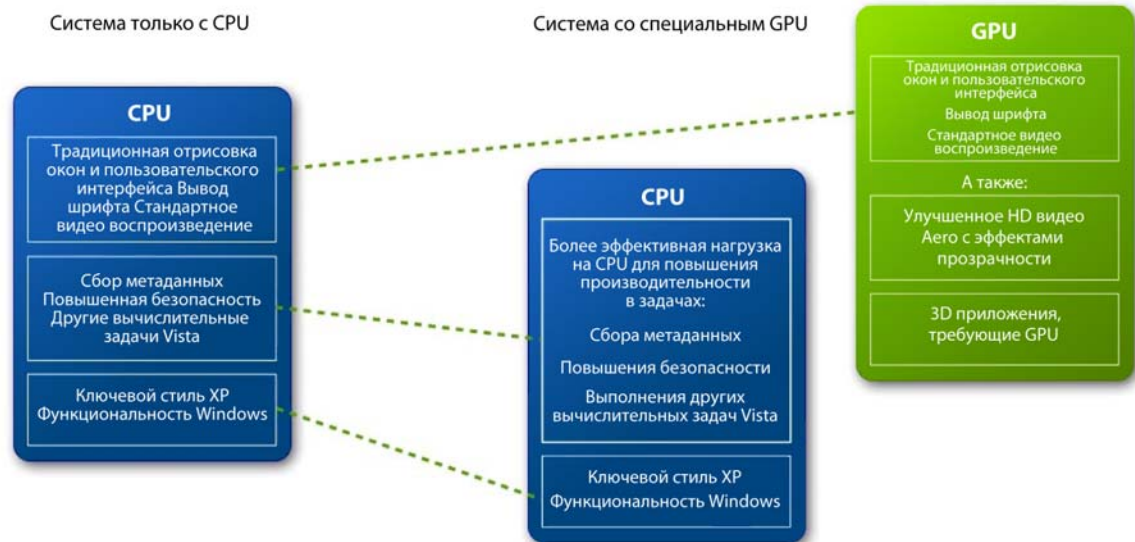 Система только с CPU
CPU
Традиционная отрисовка
окон и пользовательского
интерфейса Вывод
шрифта Стандартное
видео воспроизведение
Сбор метаданных
Повышенная безопасность
Другие вычислительные
задачи Vista
Ключевой стиль XP
Функциональность Windows
Система со специальным GPU
CPU
Более эффективная нагрузка
на CPU для повышения
производительности
в задачах:
Сбора метаданных
Повышения безопасности
Выполнения других
вычислительных задач Vista
Ключевой стиль XP
Функциональность Windows
GPU
Традиционная отрисовка
окон и пользовательского
интерфейса
Вывод шрифта
Стандартное видео
воспроизведение
А также:
Улучшенное HD видео
Aero с эффектами
прозрачности
3D приложения,
требующие GPU